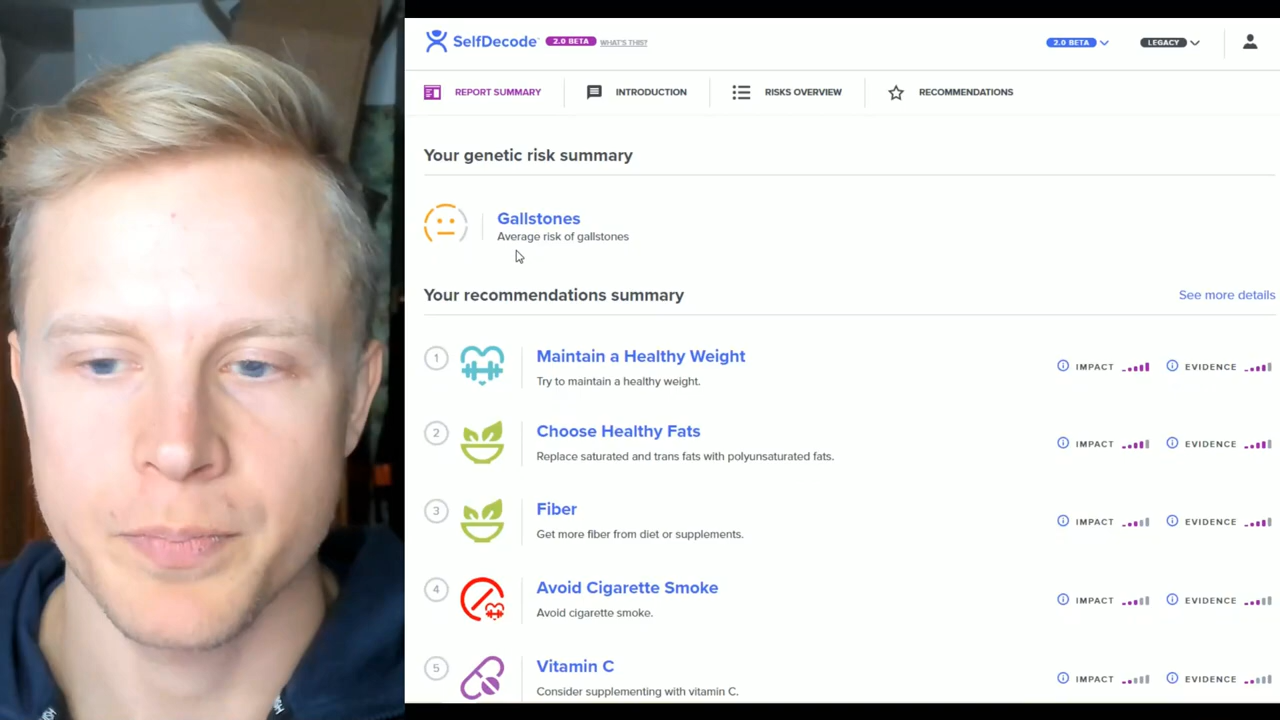 SelfDecode 2.0 BETA WHAT'S THIS?
2.0 BETA LEGACY
REPORT SUMMARY INTRODUCTION RISKS OVERVIEW RECOMMENDATIONS
Your genetic risk summary
Gallstones
Average risk of gallstones
Your recommendations summary See more details
1 Maintain a Healthy Weight
Try to maintain a healthy weight.
IMPACT EVIDENCE
2 Choose Healthy Fats
Replace saturated and trans fats with polyunsaturated fats.
IMPACT EVIDENCE
3 Fiber
Get more fiber from diet or supplements.
IMPACT EVIDENCE
4 Avoid Cigarette Smoke
Avoid cigarette smoke.
IMPACT EVIDENCE
5 Vitamin C
Consider supplementing with vitamin C.
IMPACT EVIDENCE